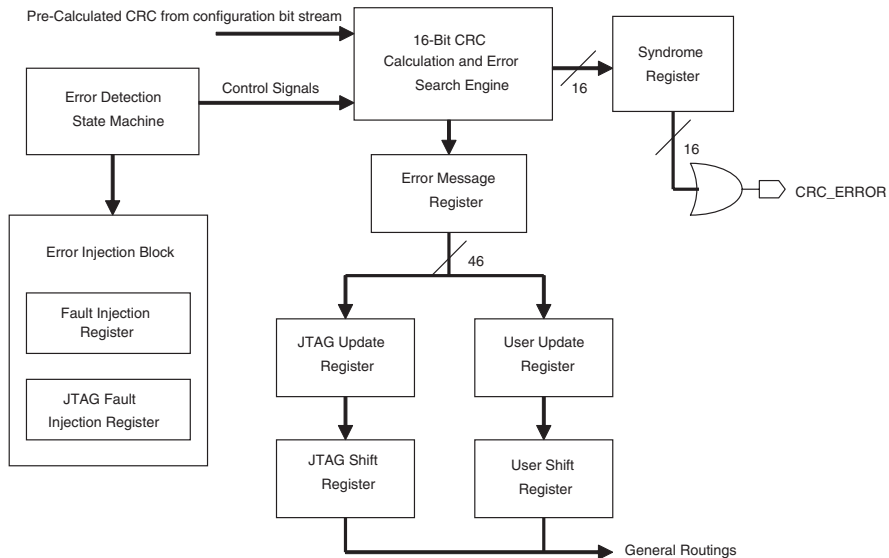 Pre-Calculated CRC from configuration bit stream
16-Bit CRC
Calculation and Error
Search Engine
Syndrome
Register
Error Detection
State Machine
Control Signals
16
16
Error Message
Register
CRC_ERROR
Error Injection Block
46
Fault Injection
Register
JTAG Update
Register
User Update
Register
JTAG Fault
Injection Register
JTAG Shift
Register
User Shift
Register
General Routings